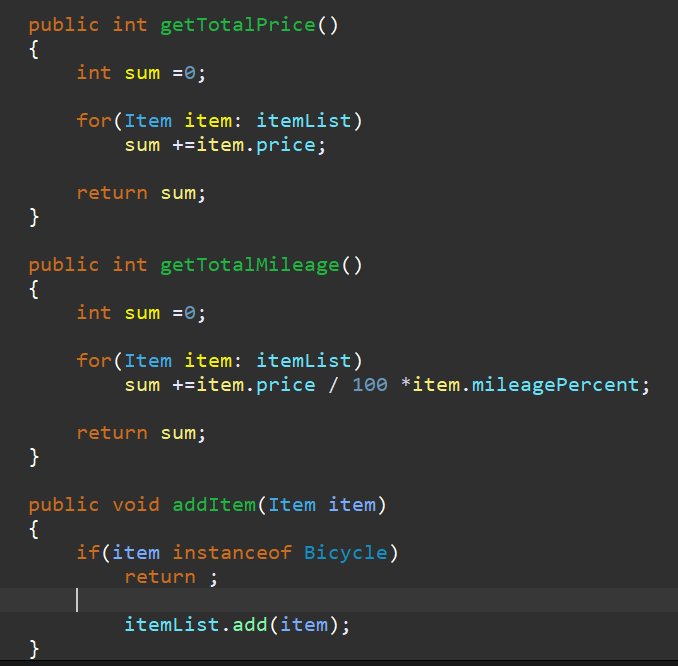 public int getTotalPrice()
{
int sum =0;
for(Item item: itemList)
sum +=item.price;
return sum;
}
public int getTotalMileage()
{
int sum =0;
for(Item item: itemList)
sum +=item.price / 100 *item.mileagePercent;
return sum;
}
public void addItem(Item item)
{
if(item instanceof Bicycle)
return ;
itemList.add(item);
}